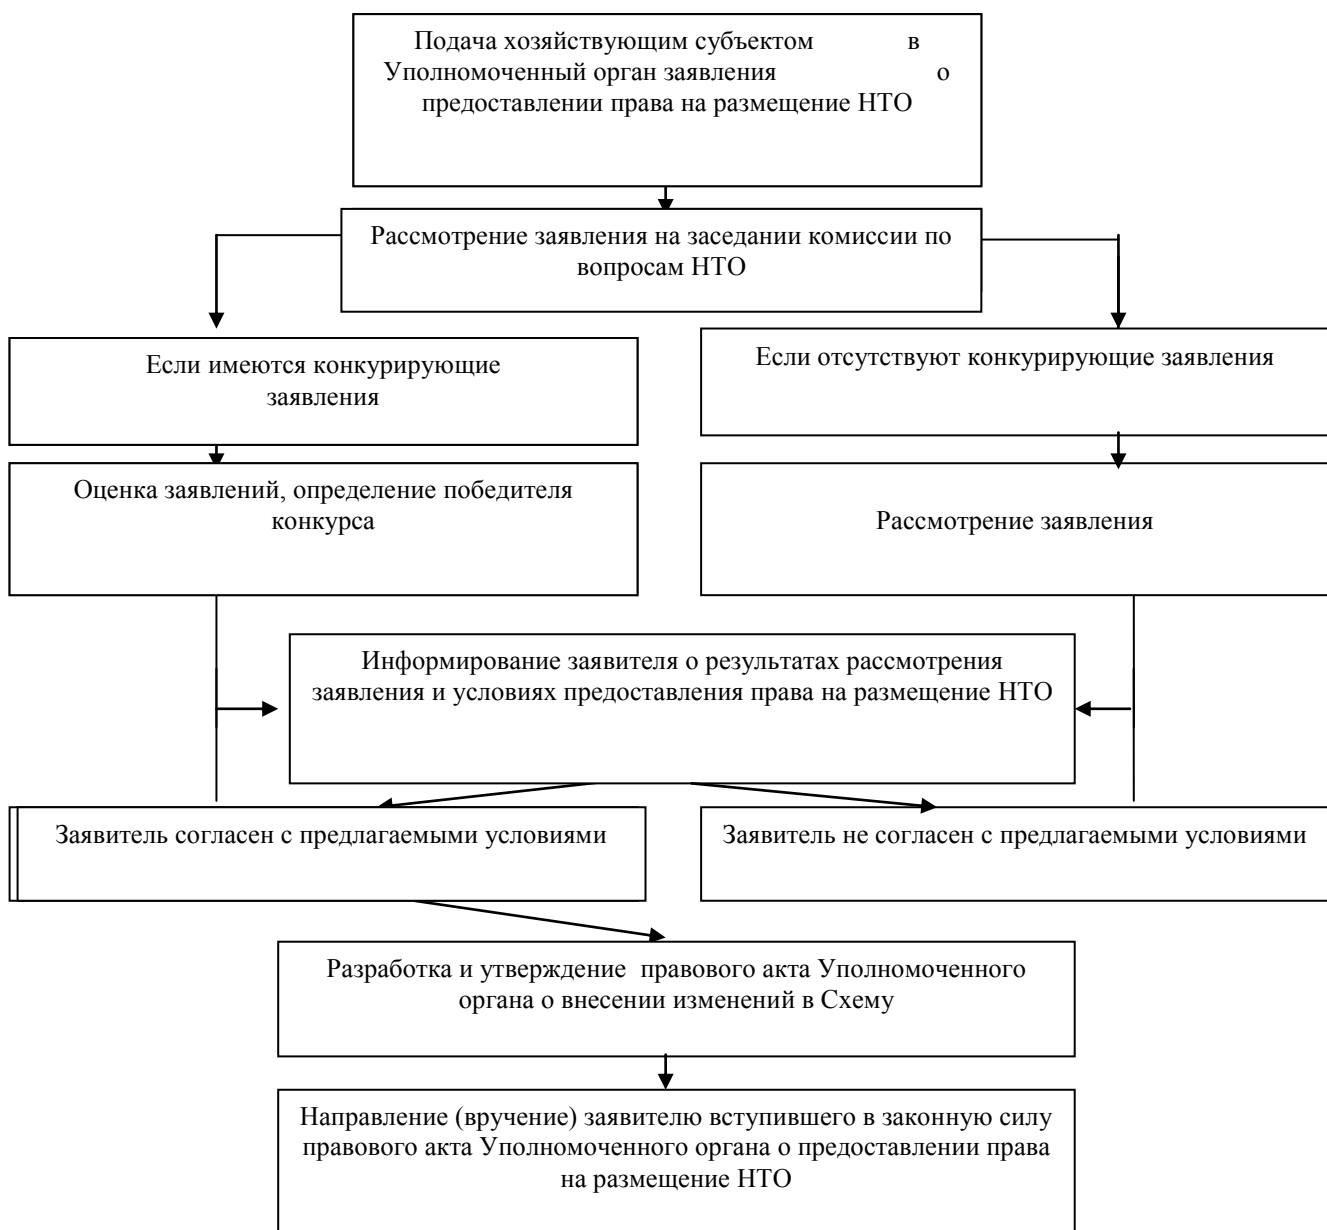 Подача хозяйствующим субъектом в
Уполномоченный орган заявления о
предоставлении права на размещение НТО
Рассмотрение заявления на заседании комиссии по
вопросам НТО
Если имеются конкурирующие
заявления
Если отсутствуют конкурирующие заявления
Оценка заявлений, определение победителя
конкурса
Рассмотрение заявления
Информирование заявителя о результатах рассмотрения
заявления и условиях предоставления права на размещение НТО
Заявитель согласен с предлагаемыми условиями
Заявитель не согласен с предлагаемыми условиями
Разработка и утверждение правового акта Уполномоченного
органа о внесении изменений в Схему
Направление (вручение) заявителю вступившего в законную силу
правового акта Уполномоченного органа о предоставлении права
на размещение НТО